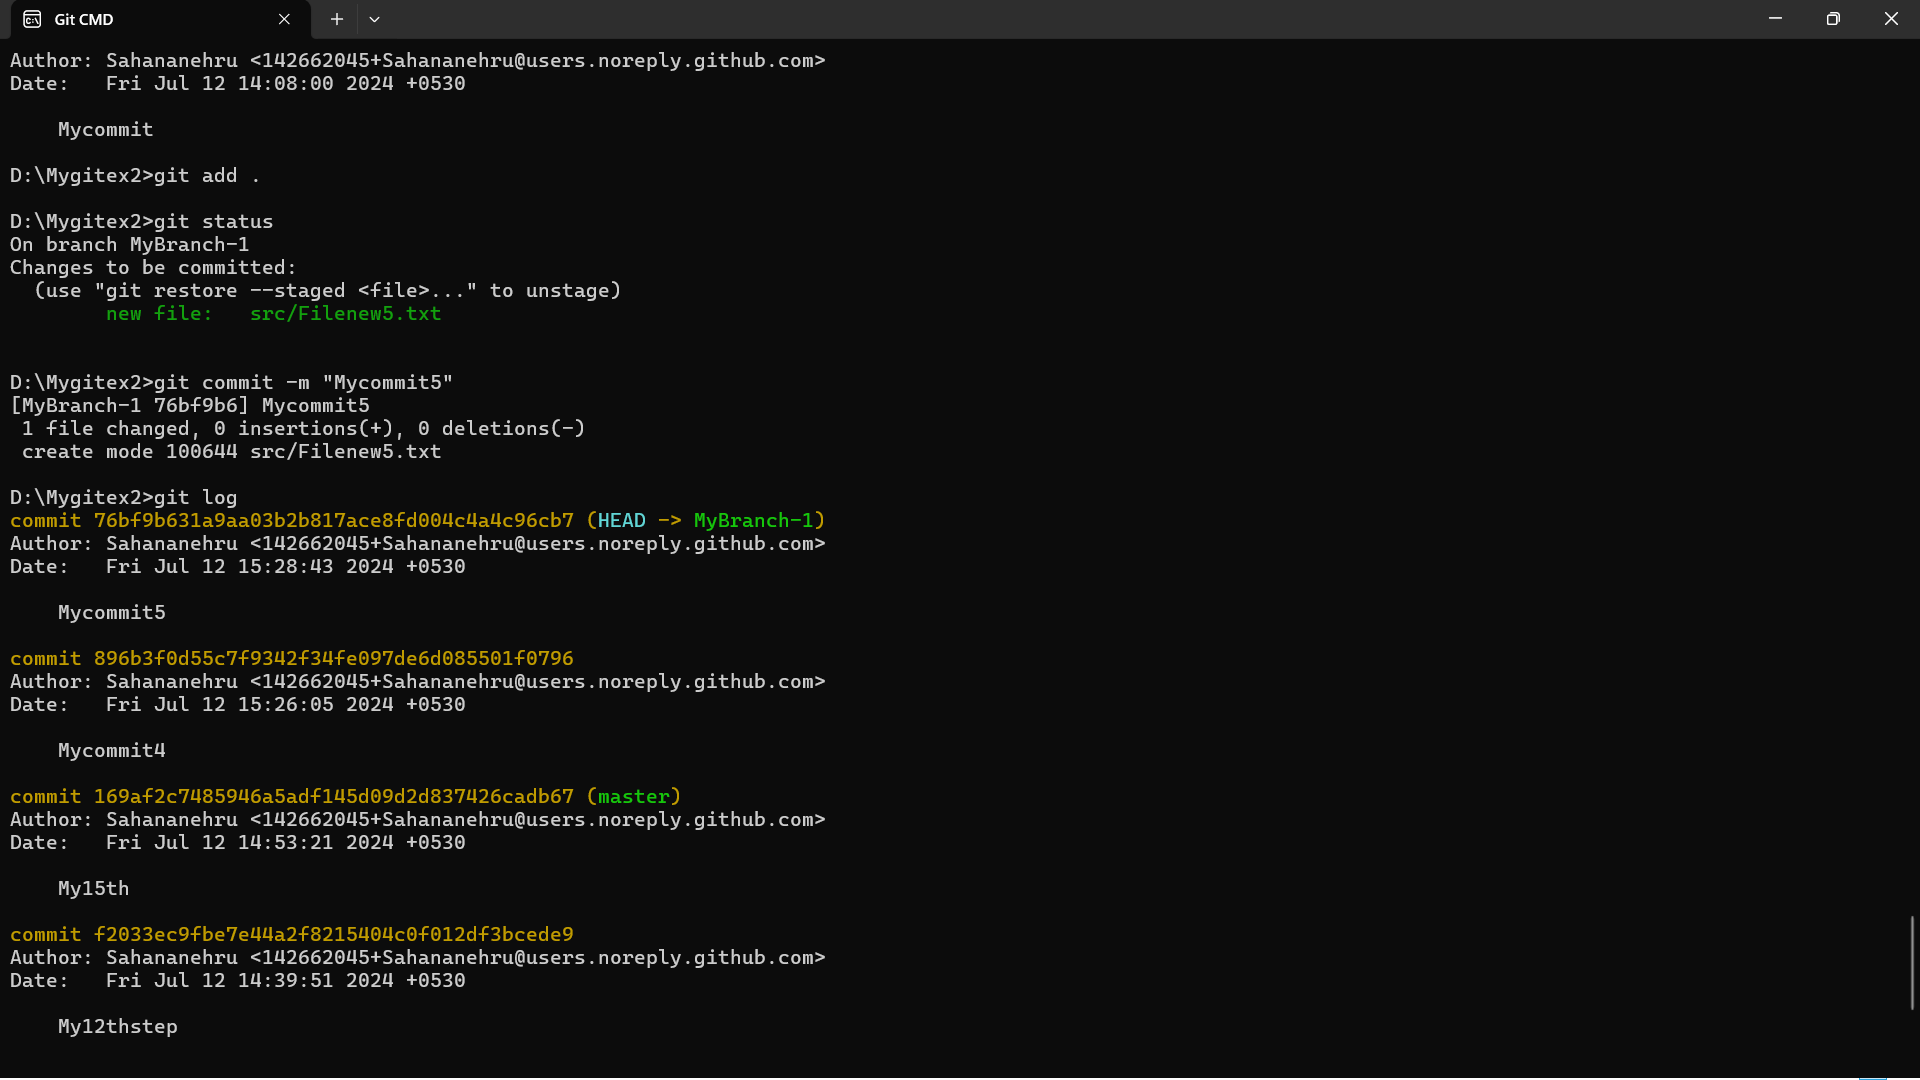 Git CMD
Author: Sahananehru <142662045+Sahananehru@users.noreply.github.com>
Date:   Fri Jul 12 14:08:00 2024 +0530
    Mycommit
D:\Mygitex2>git add .
D:\Mygitex2>git status
On branch MyBranch-1
Changes to be committed:
  (use "git restore --staged <file>..." to unstage)
        new file:   src/Filenew5.txt
D:\Mygitex2>git commit -m "Mycommit5"
[MyBranch-1 76bf9b6] Mycommit5
 1 file changed, 0 insertions(+), 0 deletions(-)
 create mode 100644 src/Filenew5.txt
D:\Mygitex2>git log
commit 76bf9b631a9aa03b2b817ace8fd004c4a4c96cb7 (HEAD -> MyBranch-1)
Author: Sahananehru <142662045+Sahananehru@users.noreply.github.com>
Date:   Fri Jul 12 15:28:43 2024 +0530
    Mycommit5
commit 896b3f0d55c7f9342f34fe097de6d085501f0796
Author: Sahananehru <142662045+Sahananehru@users.noreply.github.com>
Date:   Fri Jul 12 15:26:05 2024 +0530
    Mycommit4
commit 169af2c7485946a5adf145d09d2d837426cadb67 (master)
Author: Sahananehru <142662045+Sahananehru@users.noreply.github.com>
Date:   Fri Jul 12 14:53:21 2024 +0530
    My15th
commit f2033ec9fbe7e44a2f8215404c0f012df3bcede9
Author: Sahananehru <142662045+Sahananehru@users.noreply.github.com>
Date:   Fri Jul 12 14:39:51 2024 +0530
    My12thstep